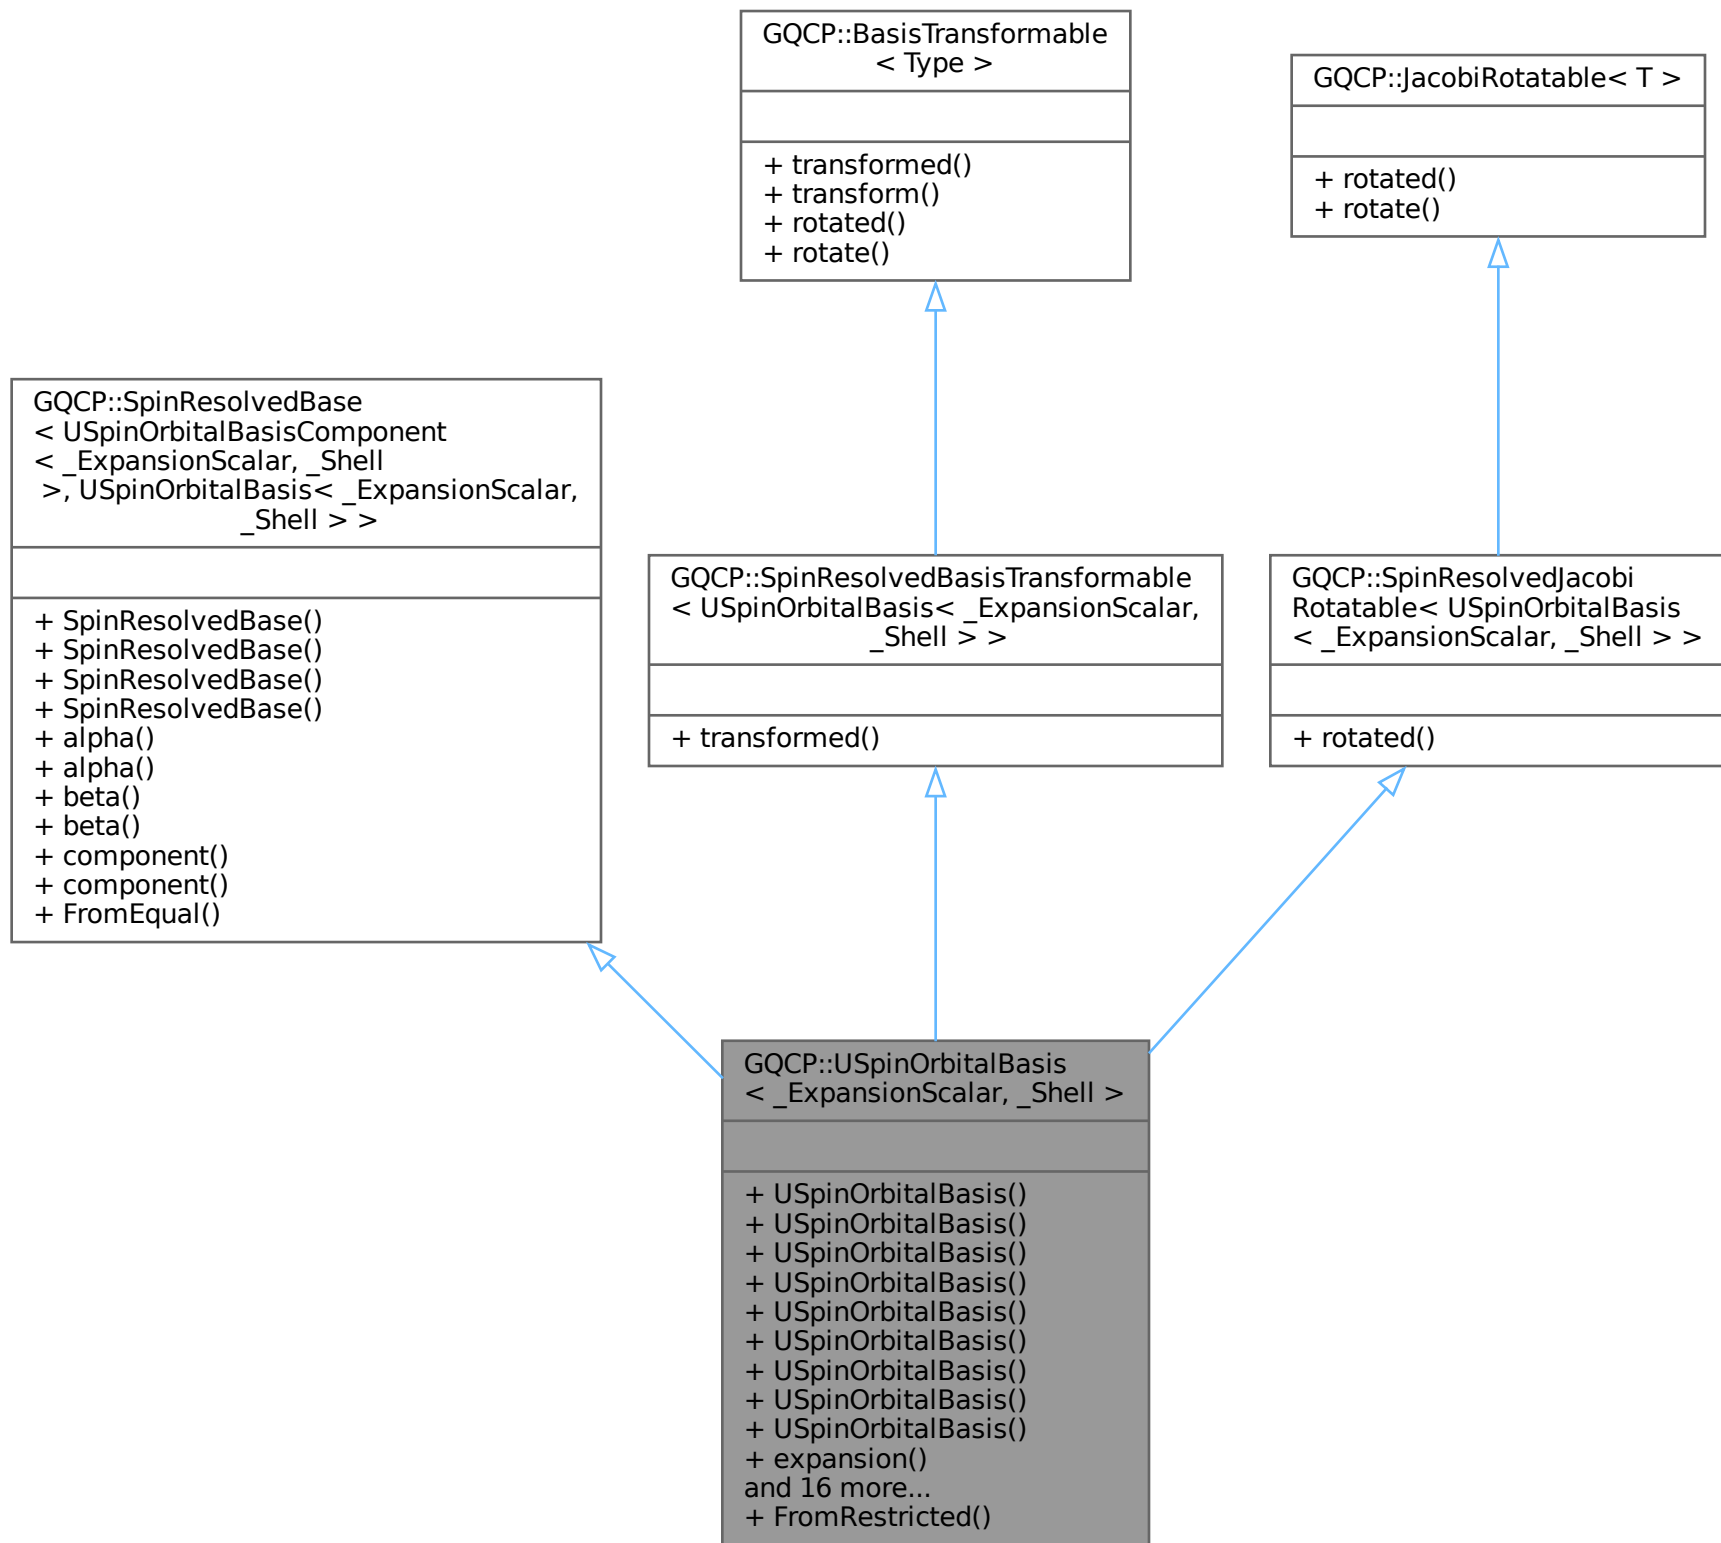 GQCP::BasisTransformable
< Type >
+ transformed()
+ transform()
+ rotated()
+ rotate()
GQCP::JacobiRotatable< T >
+ rotated()
+ rotate()
GQCP::SpinResolvedBase
< USpinOrbitalBasisComponent
< _ExpansionScalar, _Shell
>, USpinOrbitalBasis< _ExpansionScalar,
_Shell > >
+ SpinResolvedBase()
+ SpinResolvedBase()
+ SpinResolvedBase()
+ SpinResolvedBase()
+ alpha()
+ alpha()
+ beta()
+ beta()
+ component()
+ component()
+ FromEqual()
GQCP::SpinResolvedBasisTransformable
< USpinOrbitalBasis< _ExpansionScalar,
_Shell > >
+ transformed()
GQCP::SpinResolvedJacobi
Rotatable< USpinOrbitalBasis
< _ExpansionScalar, _Shell > >
+ rotated()
GQCP::USpinOrbitalBasis
< _ExpansionScalar, _Shell >
+ USpinOrbitalBasis()
+ USpinOrbitalBasis()
+ USpinOrbitalBasis()
+ USpinOrbitalBasis()
+ USpinOrbitalBasis()
+ USpinOrbitalBasis()
+ USpinOrbitalBasis()
+ USpinOrbitalBasis()
+ USpinOrbitalBasis()
+ expansion()
and 16 more...
+ FromRestricted()